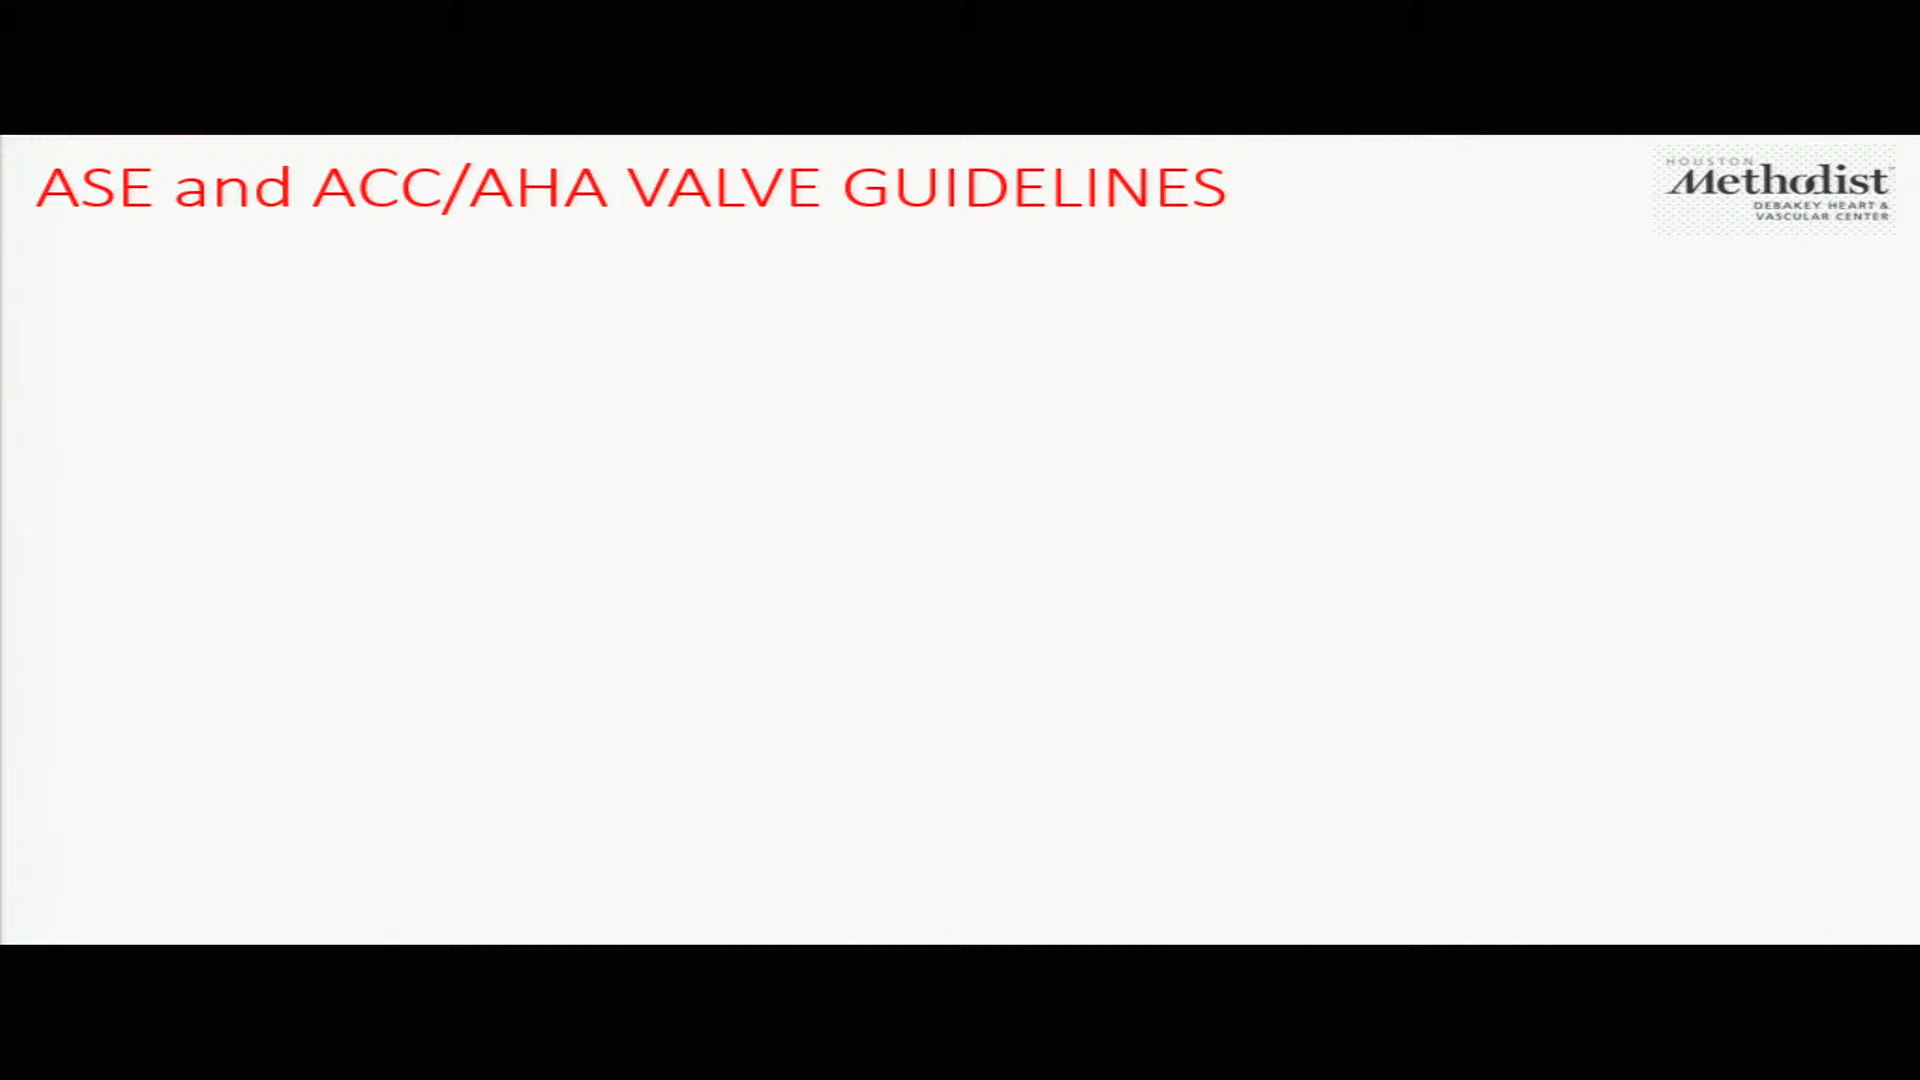 ASE and ACC/AHA VALVE GUIDELINES
HOUSTON
Methodist
DEBAKEY HEART &
VASCULAR CENTER